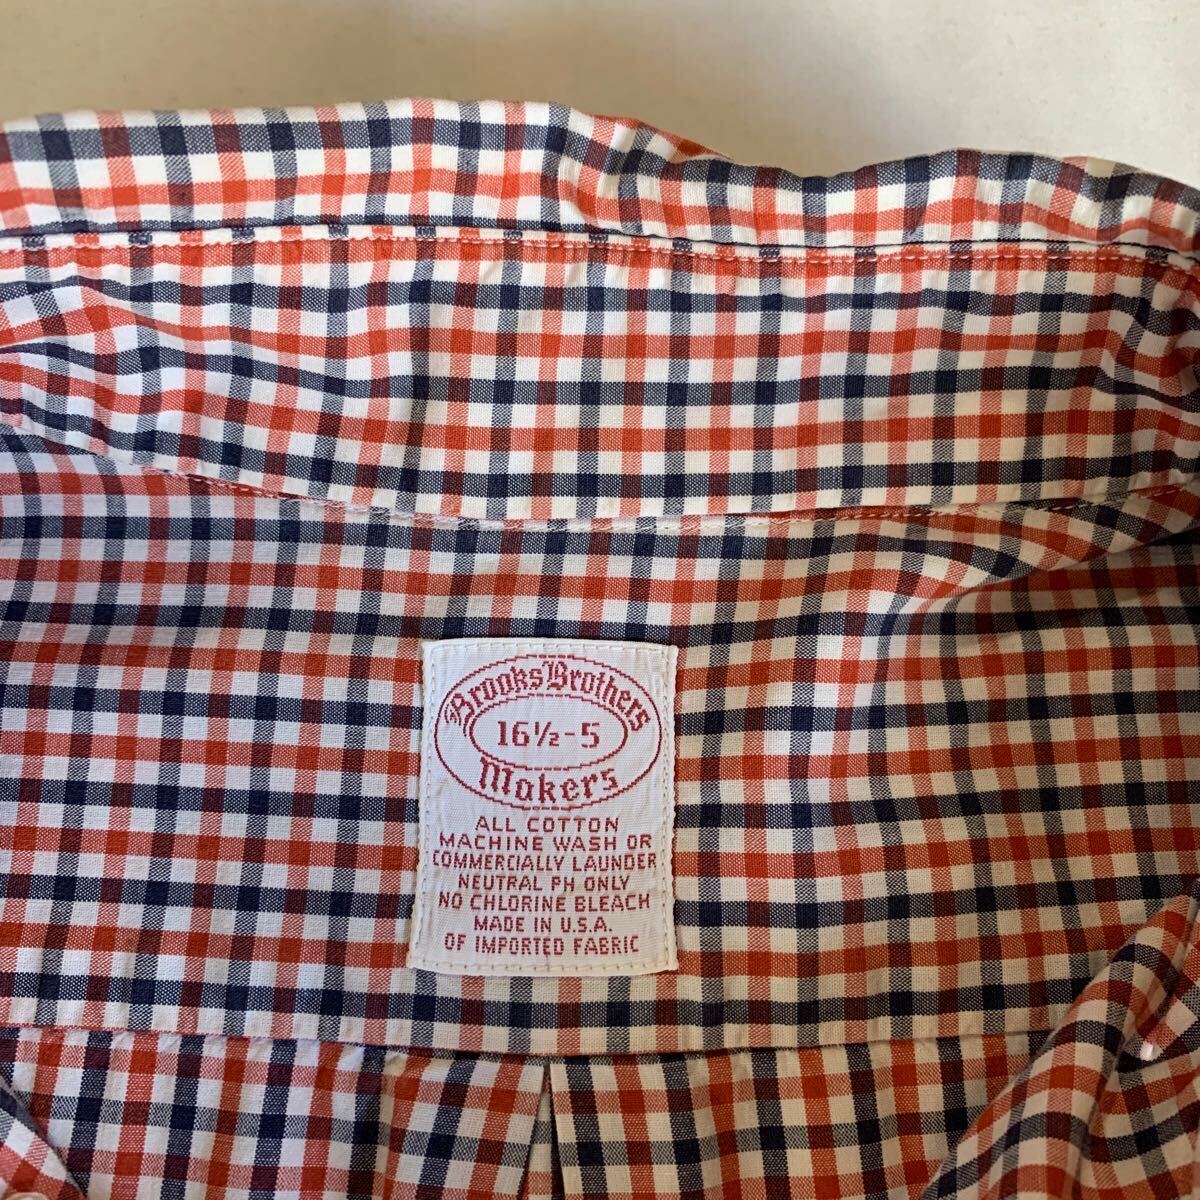 Brooks Brothers
16½-5
Makers
ALL COTTON
MACHINE WASH OR
COMMERCIALLY LAUNDER
NEUTRAL PH ONLY
NO CHLORINE BLEACH
MADE IN U.S.A.
OF IMPORTED FABRIC